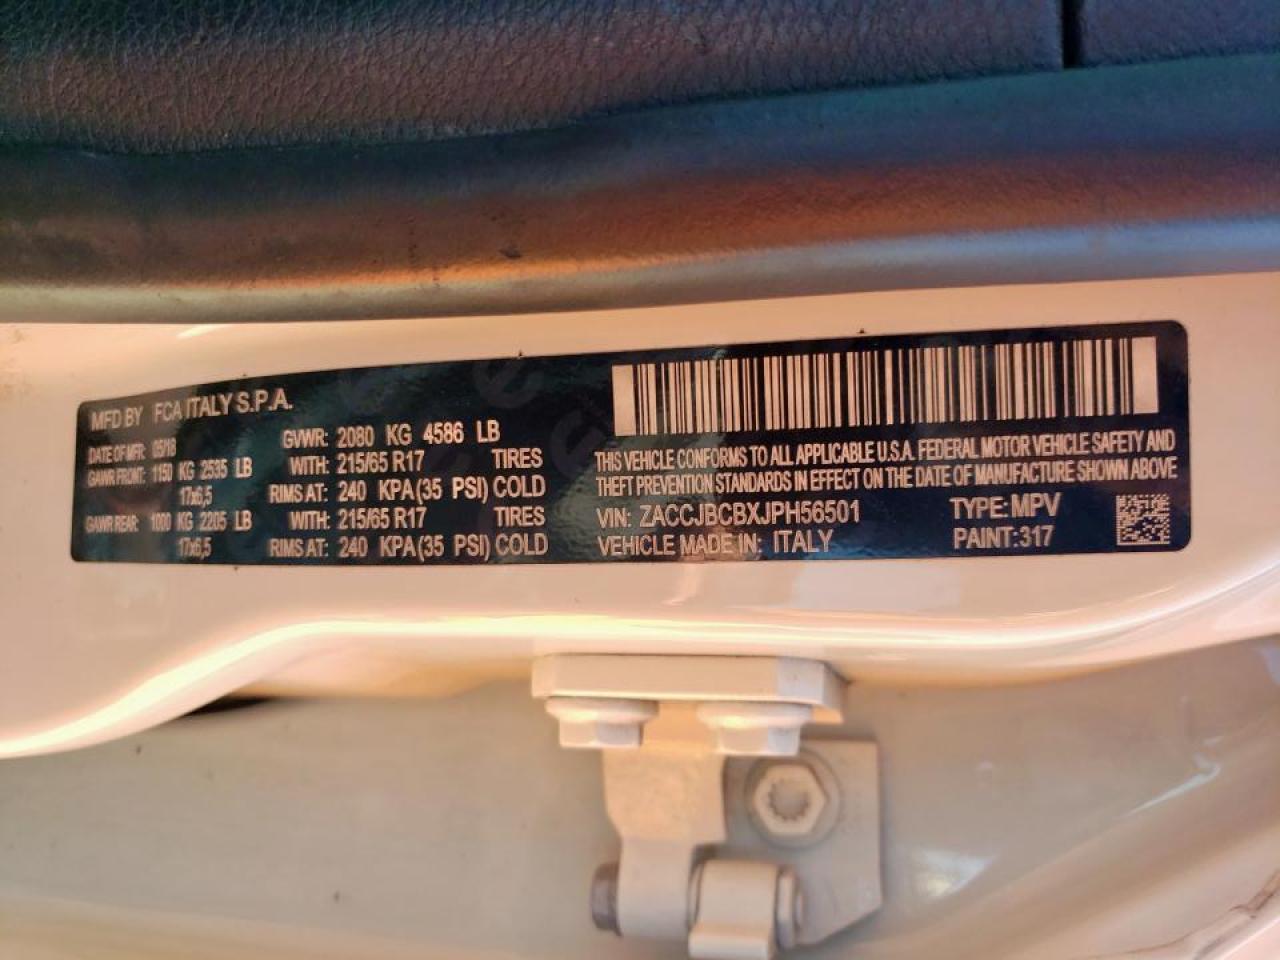 MFD BY FCA ITALY S.P.A.
DATE OF MFR: 05/18 GVWR: 2080 KG 4586 LB
GAWR FRONT: 1150 KG 2535 LB WITH: 215/65 R17 TIRES
17x6,5 RIMS AT: 240 KPA(35 PSI) COLD
GAWR REAR: 1000 KG 2205 LB WITH: 215/65 R17 TIRES
17x6,5 RIMS AT: 240 KPA(35 PSI) COLD
THIS VEHICLE CONFORMS TO ALL APPLICABLE U.S.A. FEDERAL MOTOR VEHICLE SAFETY AND
THEFT PREVENTION STANDARDS IN EFFECT ON THE DATE OF MANUFACTURE SHOWN ABOVE
VIN: ZACCJBCBXJPH56501 TYPE: MPV
VEHICLE MADE IN: ITALY PAINT: 317